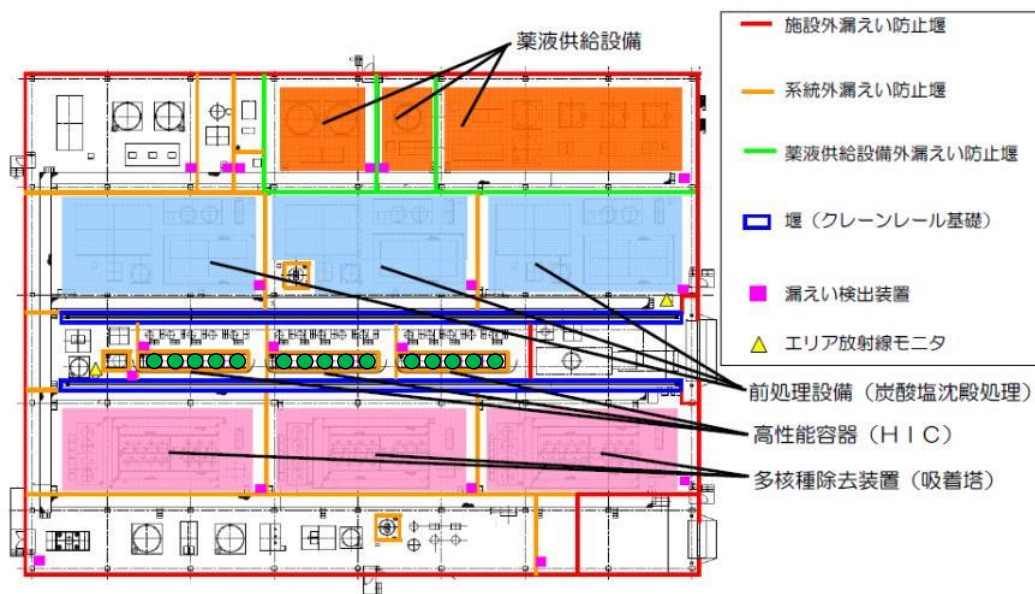 薬液供給設備
施設外漏えい防止堰
系統外漏えい防止堰
薬液供給設備外漏えい防止堰
堰（クレーンレール基礎）
漏えい検出装置
エリア放射線モニタ
前処理設備（炭酸塩沈殿処理）
高性能容器（ＨＩＣ）
多核種除去装置（吸着塔）